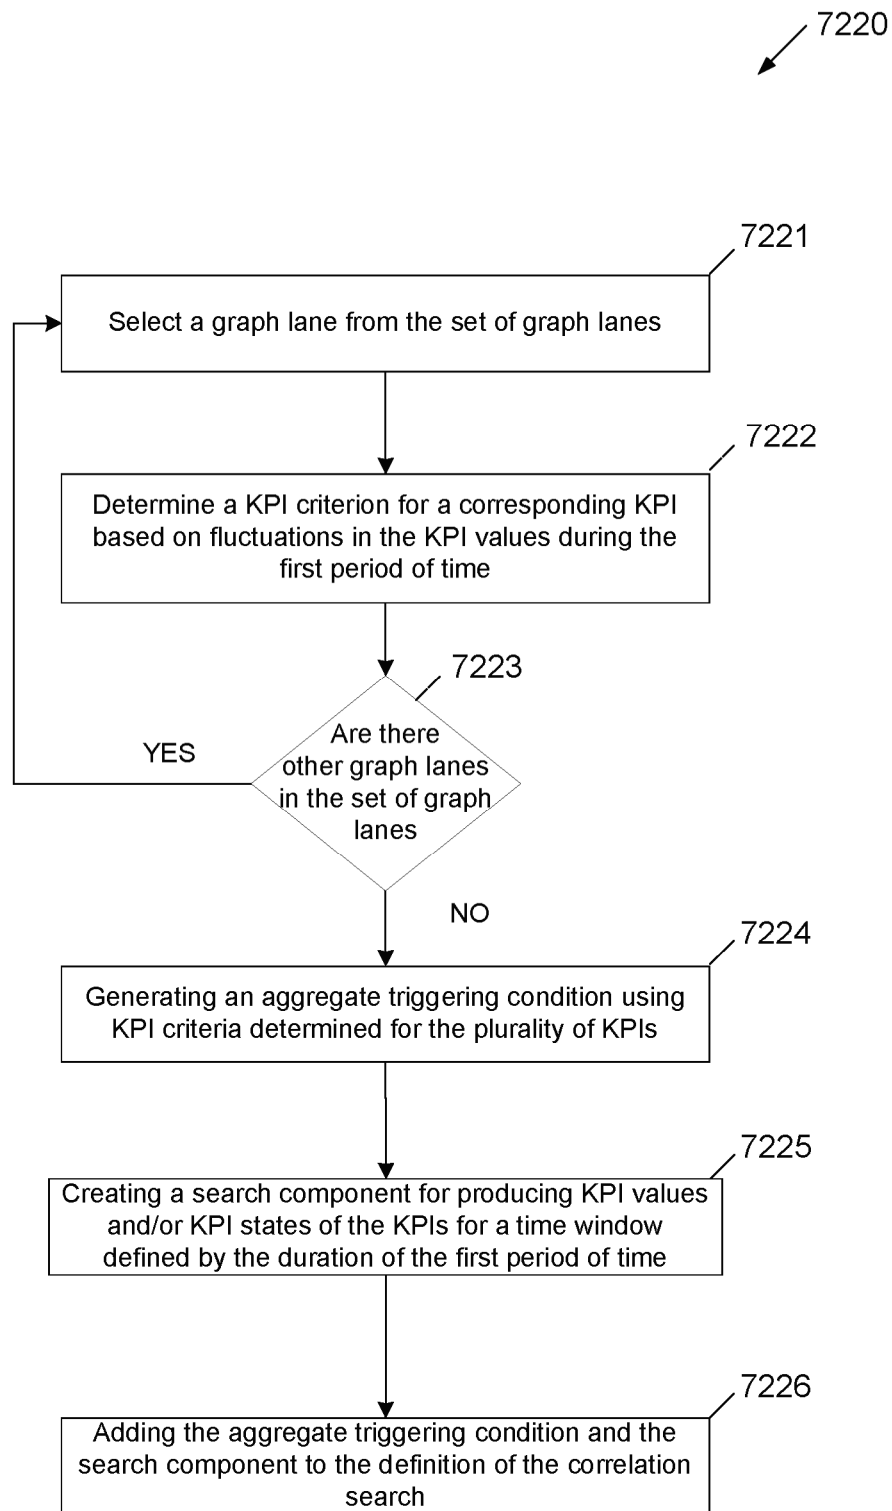 7220
7221
Select a graph lane from the set of graph lanes
7222
Determine a KPI criterion for a corresponding KPI
based on fluctuations in the KPI values during the
first period of time
7223
Are there
other graph lanes
in the set of graph
lanes
YES
NO
7224
Generating an aggregate triggering condition using
KPI criteria determined for the plurality of KPIs
7225
Creating a search component for producing KPI values
and/or KPI states of the KPIs for a time window
defined by the duration of the first period of time
7226
Adding the aggregate triggering condition and the
search component to the definition of the correlation
search